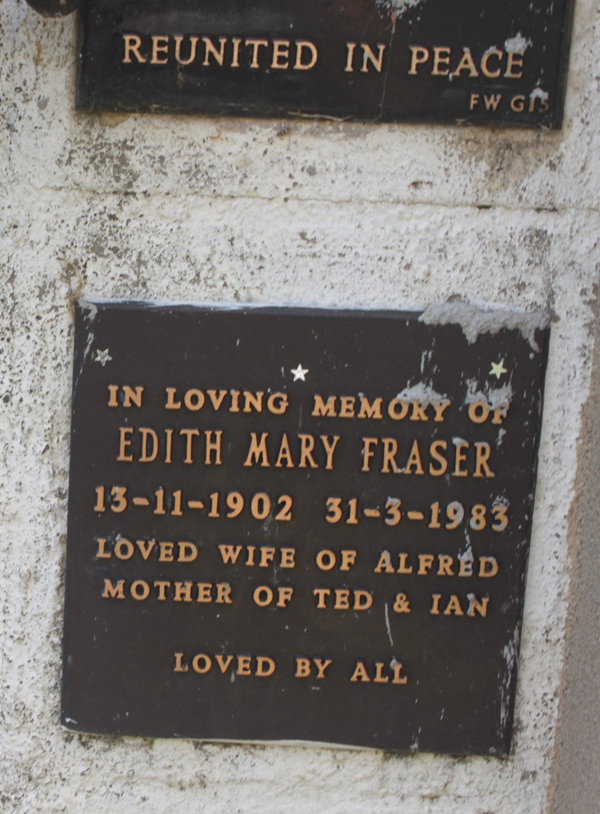 REUNITED IN PEACE
FW G15
IN LOVING MEMORY OF
EDITH MARY FRASER
13-11-1902 31-3-1983
LOVED WIFE OF ALFRED
MOTHER OF TED & IAN
LOVED BY ALL